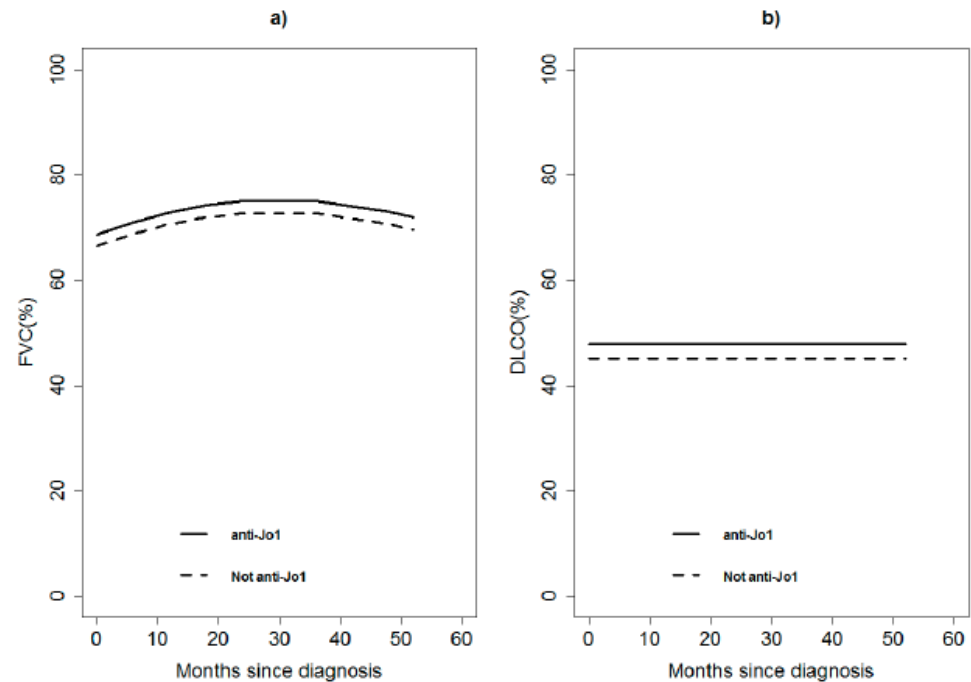 a)
100
80
60
40
20
0
FVC(%)
anti-Jo1
Not anti-Jo1
0 10 20 30 40 50 60
Months since diagnosis
b)
100
80
60
40
20
0
DLCO(%)
anti-Jo1
Not anti-Jo1
0 10 20 30 40 50 60
Months since diagnosis